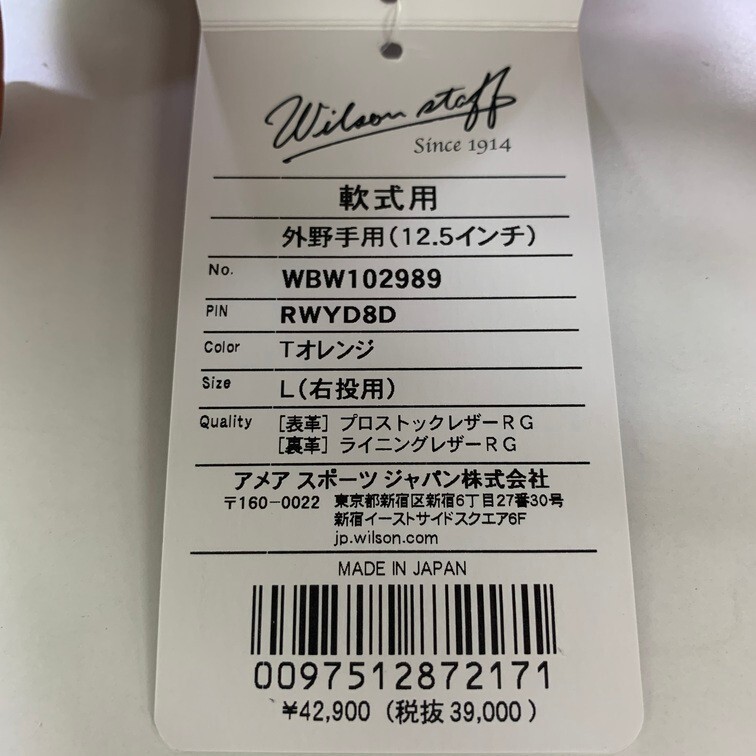 Wilson staff
Since 1914
軟式用
外野手用(12.5インチ)
No. WBW102989
PIN RWYD8D
Color Tオレンジ
Size L(右投用)
Quality [表革] プロストックレザーRG
[裏革] ライニングレザーRG
アメア スポーツ ジャパン株式会社
〒160-0022 東京都新宿区新宿6丁目27番30号
新宿イーストサイドスクエア6F
jp.wilson.com
MADE IN JAPAN
0097512872171
¥42,900 (税抜 39,000)